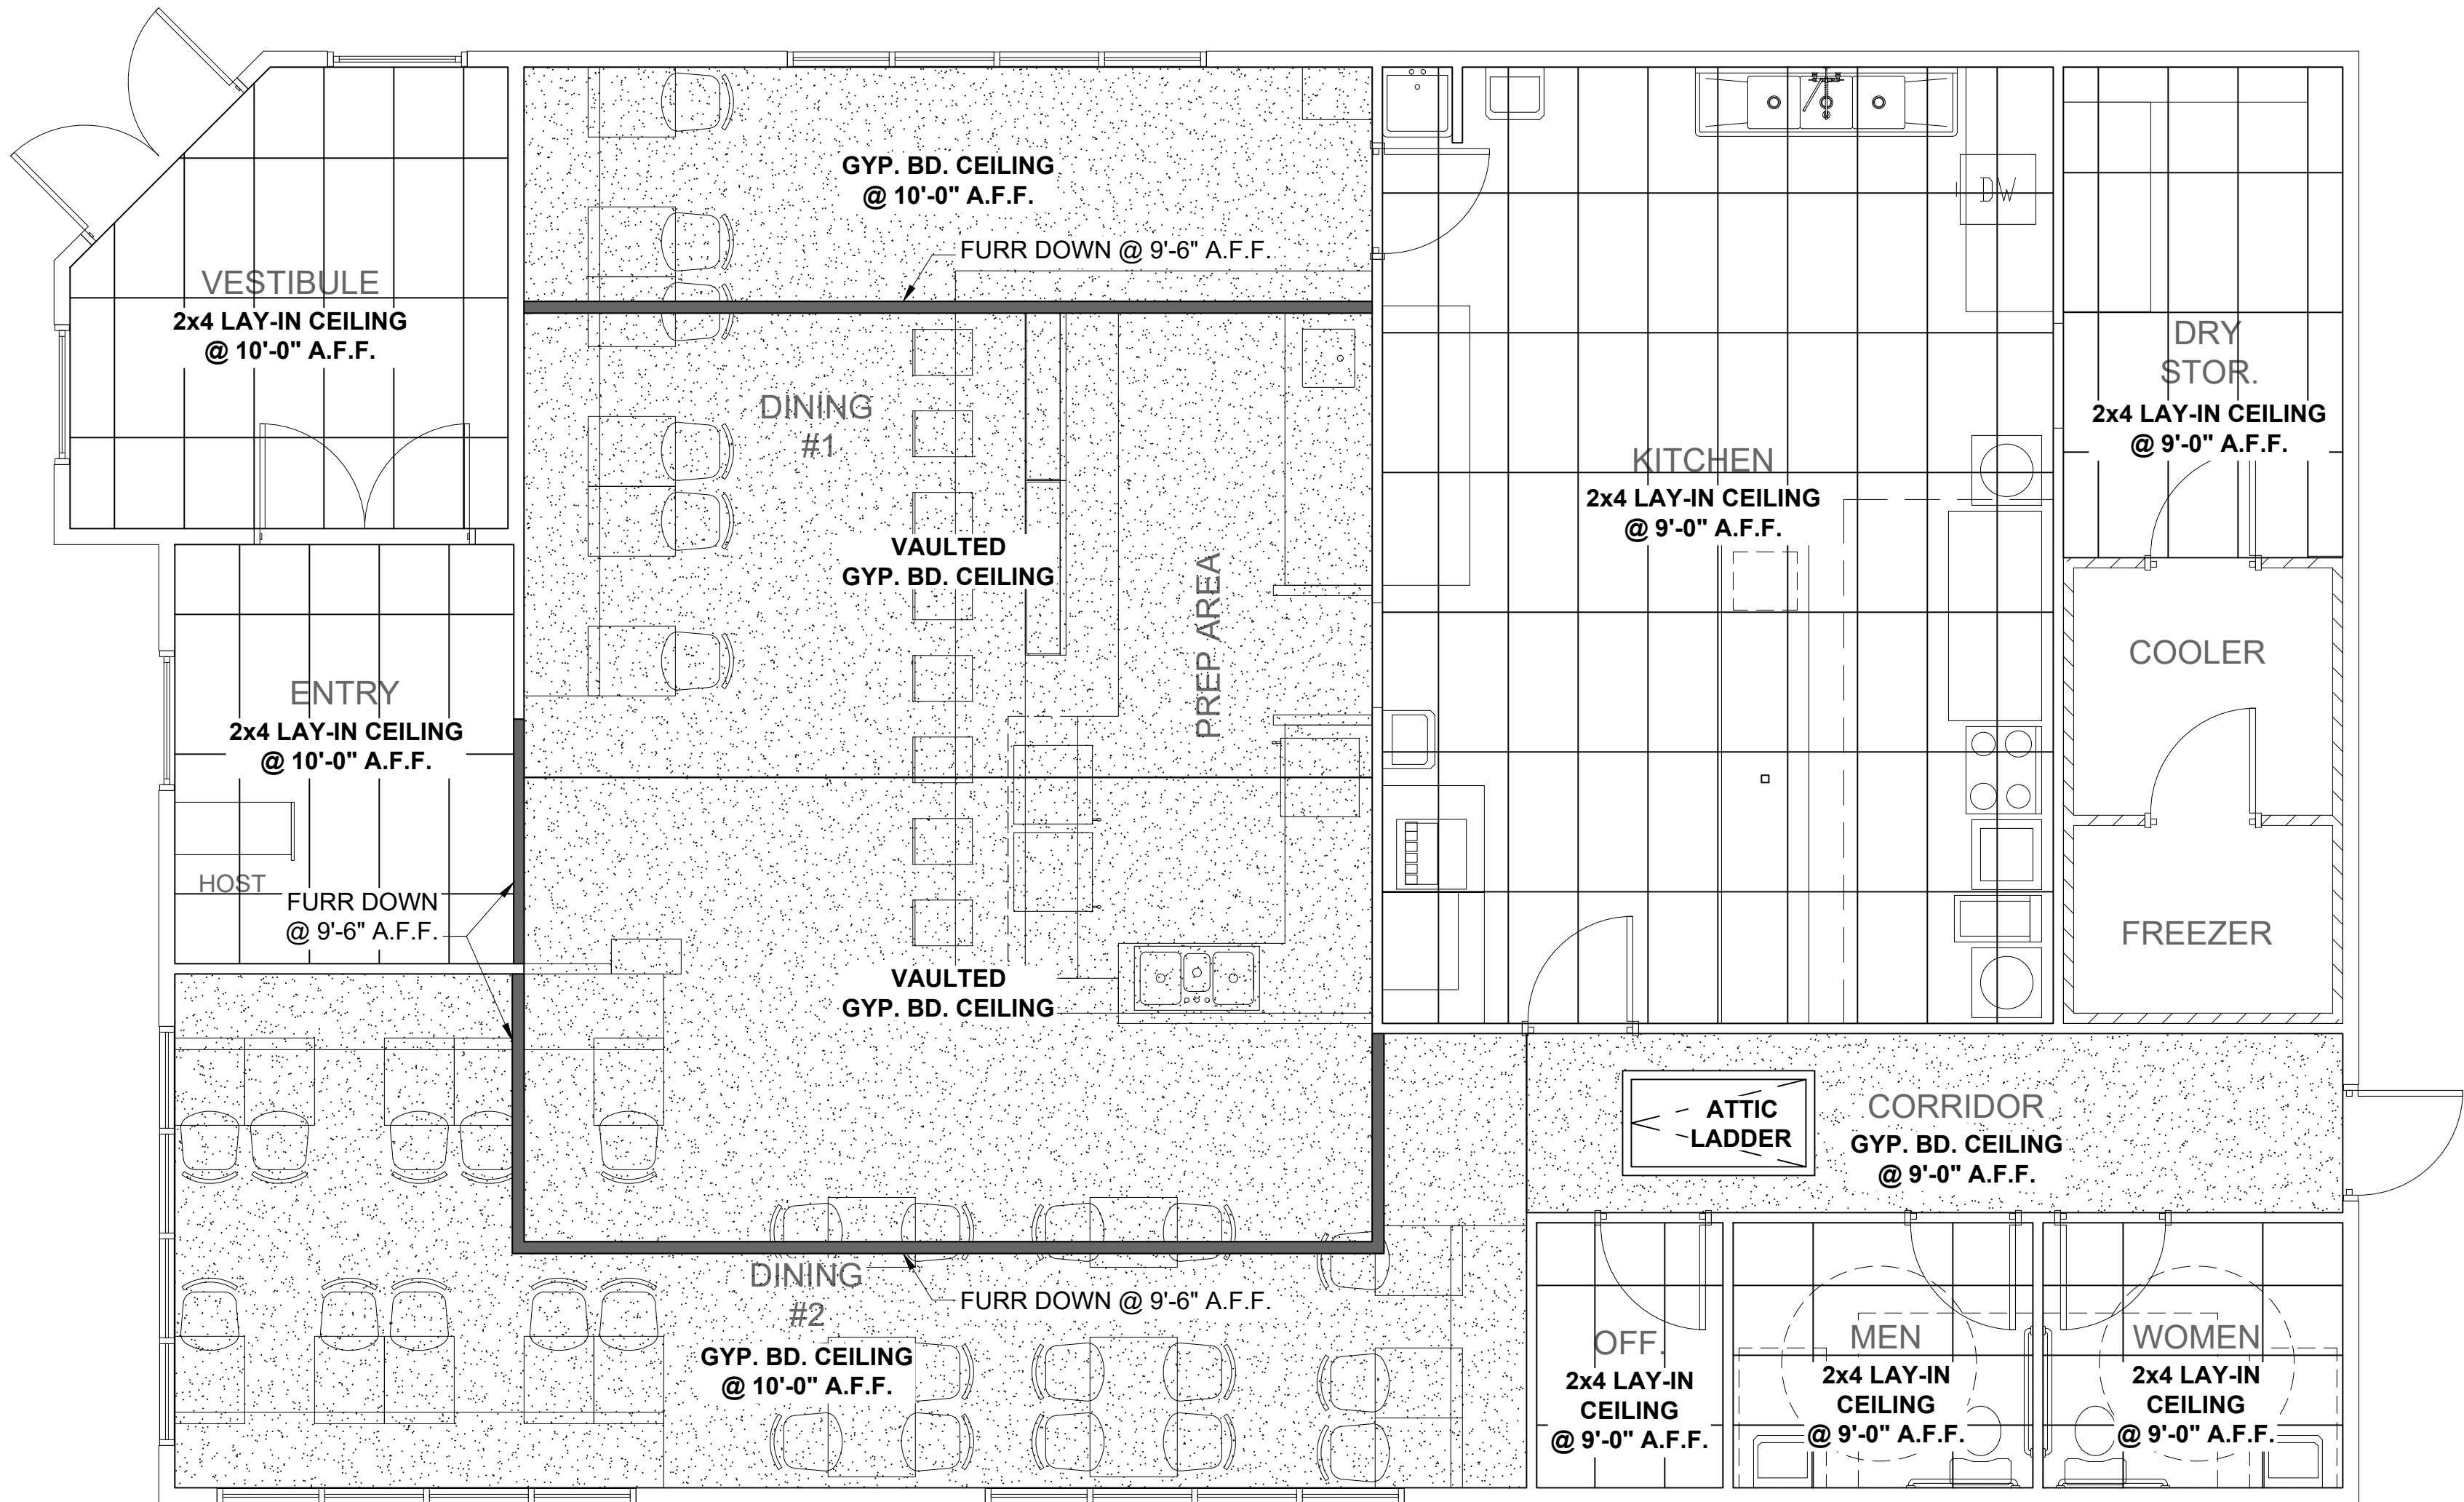 GYP. BD. CEILING
@ 10'-0" A.F.F.
FURR DOWN @ 9'-6" A.F.F.
VESTIBULE
2x4 LAY-IN CEILING
@ 10'-0" A.F.F.
DW
DRY
STOR.
2x4 LAY-IN CEILING
@ 9'-0" A.F.F.
DINING
#1
KITCHEN
2x4 LAY-IN CEILING
@ 9'-0" A.F.F.
VAULTED
GYP. BD. CEILING
PREP AREA
COOLER
ENTRY
2x4 LAY-IN CEILING
@ 10'-0" A.F.F.
HOST
FURR DOWN
@ 9'-6" A.F.F.
FREEZER
VAULTED
GYP. BD. CEILING
ATTIC
LADDER
CORRIDOR
GYP. BD. CEILING
@ 9'-0" A.F.F.
DINING
#2
FURR DOWN @ 9'-6" A.F.F.
GYP. BD. CEILING
@ 10'-0" A.F.F.
OFF.
2x4 LAY-IN
CEILING
@ 9'-0" A.F.F.
MEN
2x4 LAY-IN
CEILING
@ 9'-0" A.F.F.
WOMEN
2x4 LAY-IN
CEILING
@ 9'-0" A.F.F.